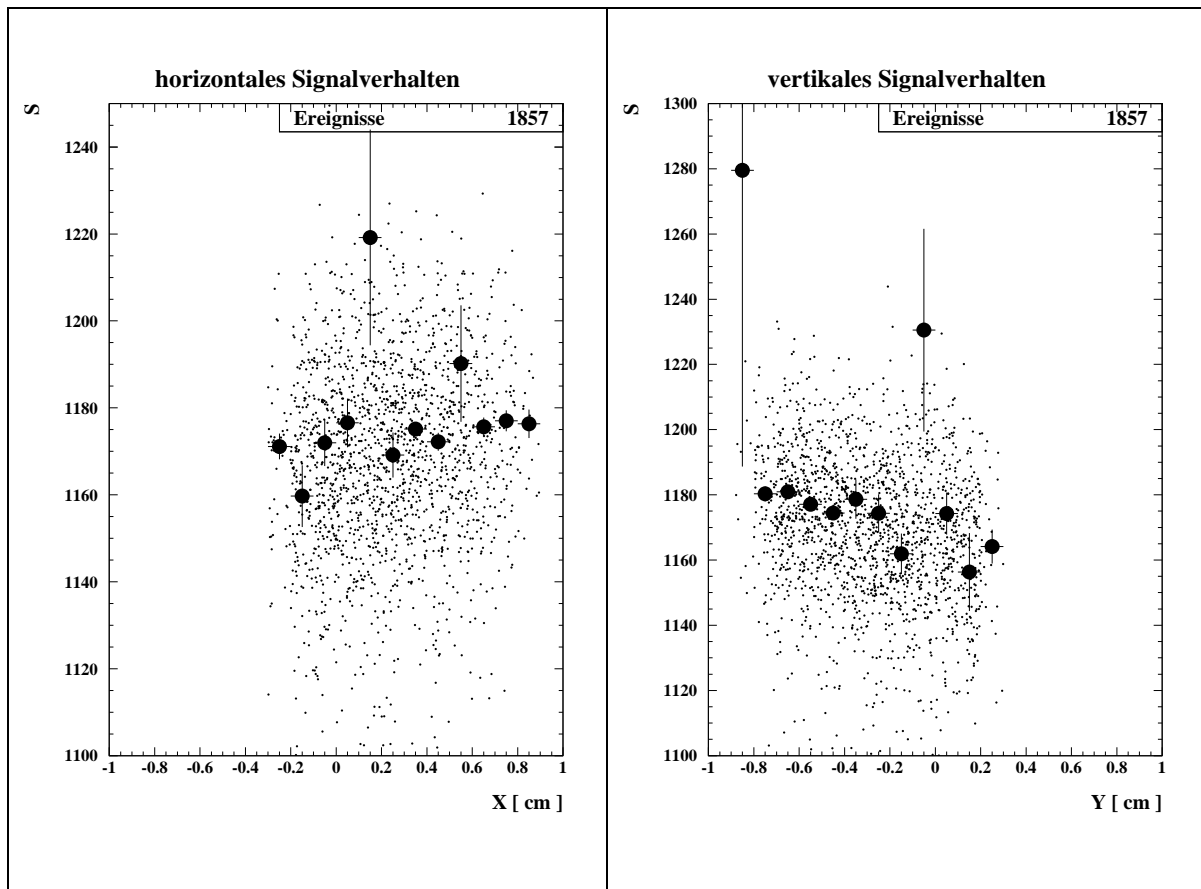 horizontales Signalverhalten
S
Ereignisse 1857
1240
1220
1200
1180
1160
1140
1120
1100
-1 -0.8 -0.6 -0.4 -0.2 0 0.2 0.4 0.6 0.8 1
X [ cm ]
vertikales Signalverhalten
S
Ereignisse 1857
1300
1280
1260
1240
1220
1200
1180
1160
1140
1120
1100
-1 -0.8 -0.6 -0.4 -0.2 0 0.2 0.4 0.6 0.8 1
Y [ cm ]